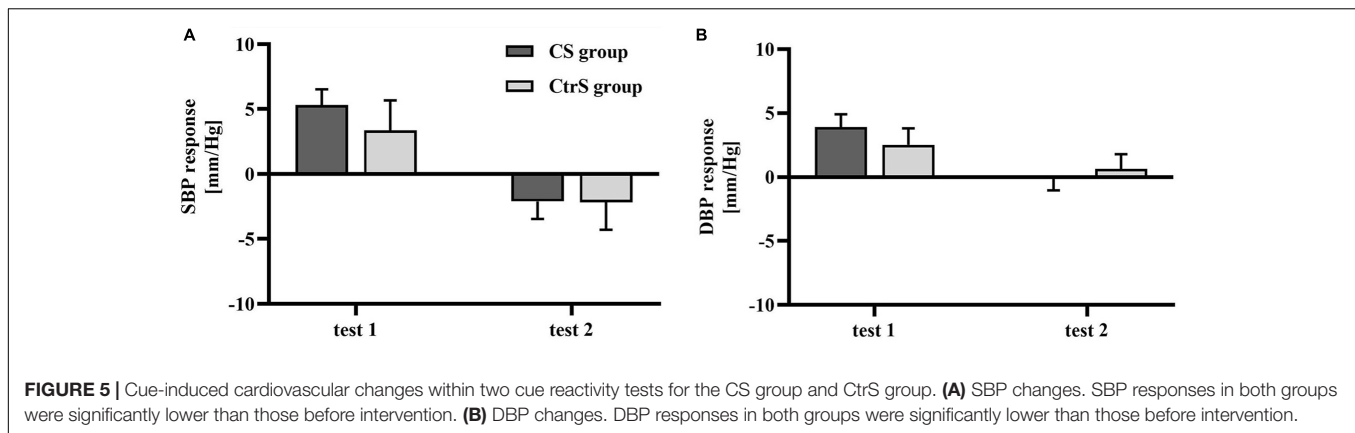 A
10
5
0
-5
-10
SBP response
[mm/Hg]
CS group
CtrS group
test 1
test 2
B
10
5
0
-5
-10
DBP response
[mm/Hg]
test 1
test 2
FIGURE 5 | Cue-induced cardiovascular changes within two cue reactivity tests for the CS group and CtrS group. (A) SBP changes. SBP responses in both groups
were significantly lower than those before intervention. (B) DBP changes. DBP responses in both groups were significantly lower than those before intervention.